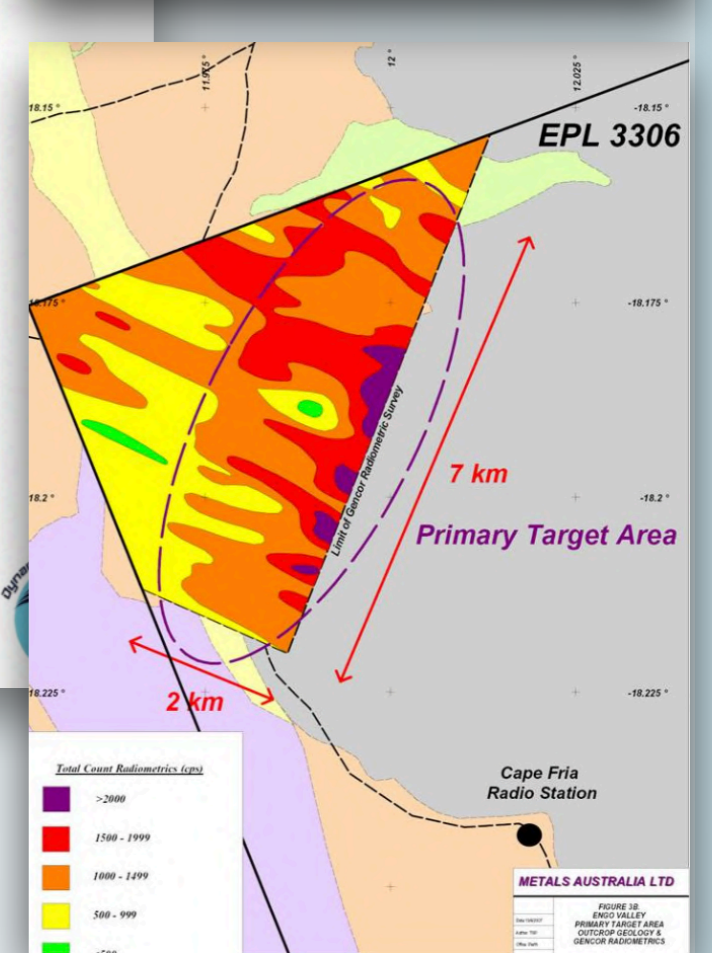 11.975 °
12 °
12.025 °
18.15 °
-18.15 °
EPL 3306
18.175 °
-18.175 °
Limit of Gencor Radiometric Survey
7 km
18.2 °
-18.2 °
Primary Target Area
18.225 °
-18.225 °
2 km
Cape Fria
Radio Station
Total Count Radiometrics (cps)
>2000
1500 - 1999
1000 - 1499
500 - 999
<500
METALS AUSTRALIA LTD
FIGURE 3B
ENGO VALLEY
PRIMARY TARGET AREA
OUTCROP GEOLOGY &
GENCOR RADIOMETRICS